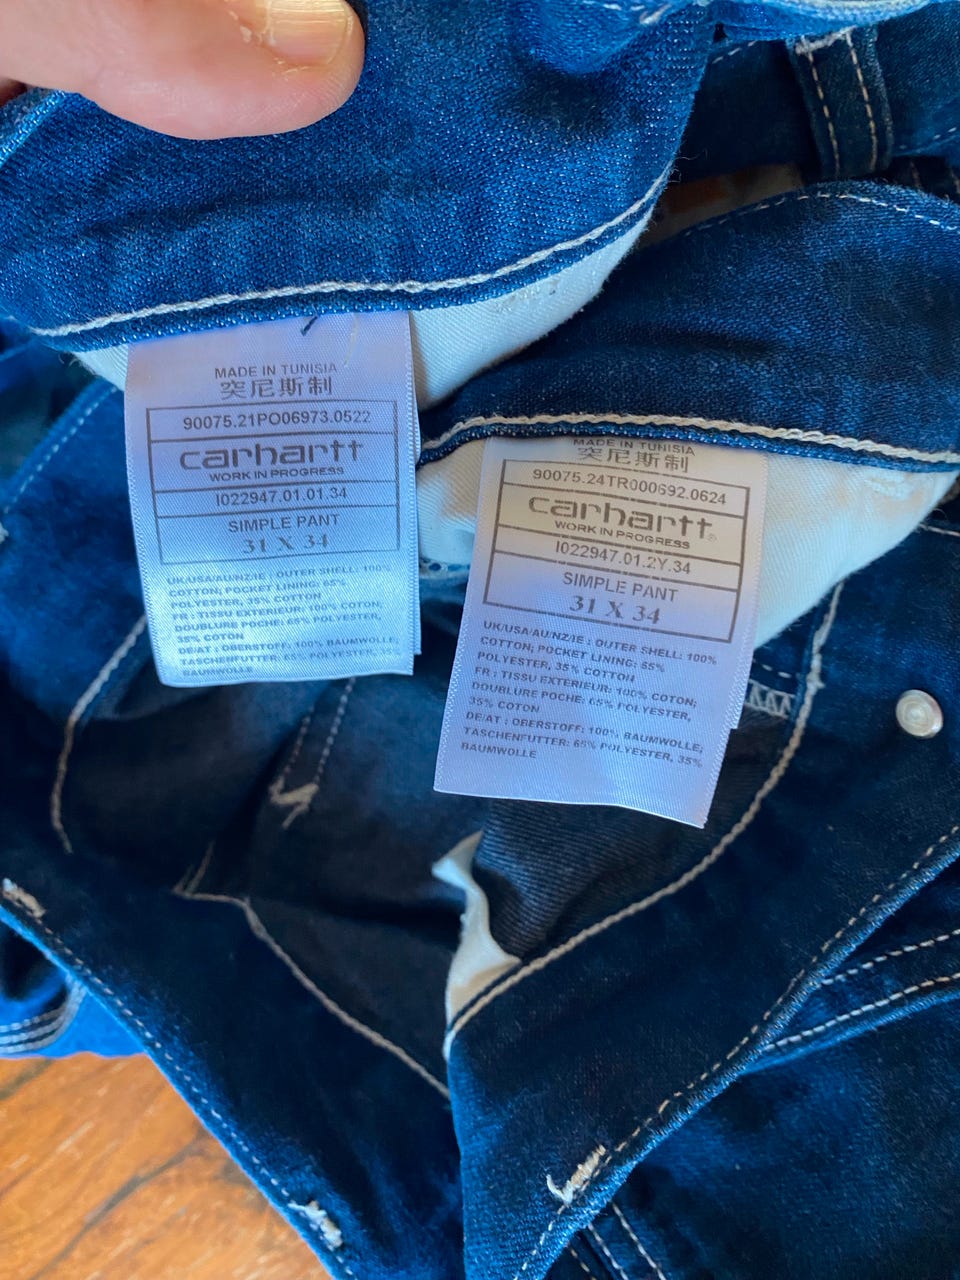 MADE IN TUNISIA
突尼斯制
90075.21PO06973.0522
carhartt
WORK IN PROGRESS
I022947.01.01.34
SIMPLE PANT
31 X 34
UK/USA/AU/NZ/IE : OUTER SHELL: 100%
COTTON; POCKET LINING: 65%
POLYESTER, 35% COTTON
FR : TISSU EXTERIEUR: 100% COTON;
DOUBLURE POCHE: 65% POLYESTER,
35% COTON
DE/AT : OBERSTOFF: 100% BAUMWOLLE;
TASCHENFUTTER: 65% POLYESTER, 35%
BAUMWOLLE
MADE IN TUNISIA
突尼斯制
90075.24TR000692.0624
carhartt®
WORK IN PROGRESS
I022947.01.2Y.34
SIMPLE PANT
31 X 34
UK/USA/AU/NZ/IE : OUTER SHELL: 100%
COTTON; POCKET LINING: 65%
POLYESTER, 35% COTTON
FR : TISSU EXTERIEUR: 100% COTON;
DOUBLURE POCHE: 65% POLYESTER,
35% COTON
DE/AT : OBERSTOFF: 100% BAUMWOLLE;
TASCHENFUTTER: 65% POLYESTER, 35%
BAUMWOLLE